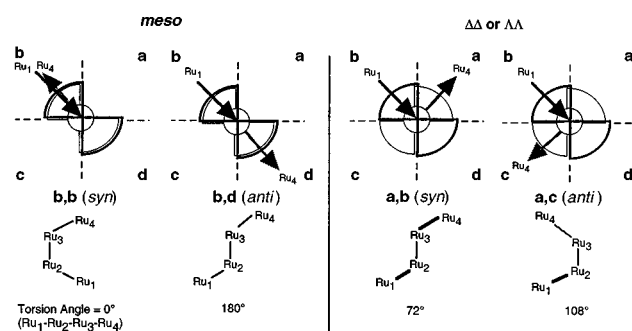 meso
ΔΔ or ΛΛ
b a b a b a b a
Ru1 Ru4 Ru1 Ru1 Ru4 Ru1
Ru4 Ru4
c d c d c d c d
b,b (syn) b,d (anti) a,b (syn) a,c (anti)
Ru4 Ru4 Ru4 Ru4
Ru3 Ru3 Ru3 Ru3
Ru2 Ru2 Ru2 Ru2
Ru1 Ru1 Ru1 Ru1
Torsion Angle = 0° 180° 72° 108°
(Ru1-Ru2-Ru3-Ru4)